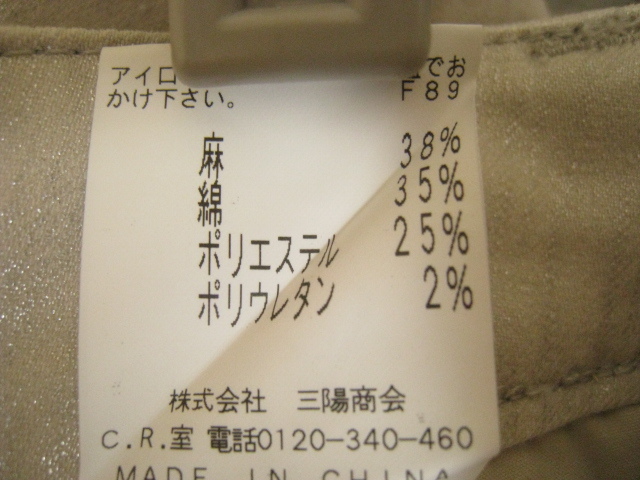 アイロ でお
かけ下さい。 F89
麻 38%
綿 35%
ポリエステル 25%
ポリウレタン 2%
株式会社 三陽商会
C.R.室 電話0120-340-460
MADE IN CHINA